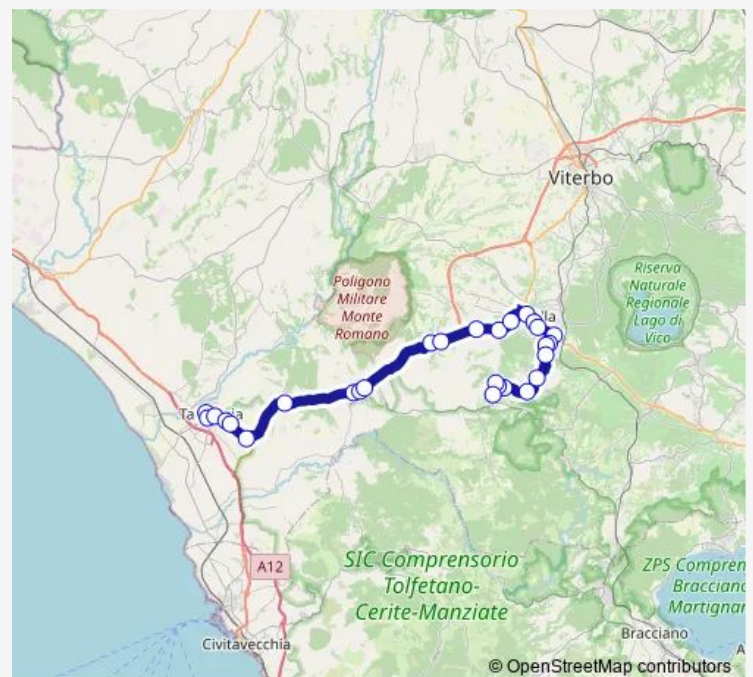 Viterbo
Riserva
Naturale
Regionale
Lago di
Vico
Poligono
Militare
Monte
Romano
A12
SIC Comprensorio
Tolfetano-
Cerite-Manziate
ZPS Compren
Bracciano
Martignar
Bracciano
Civitavecchia
© OpenStreetMap contributors